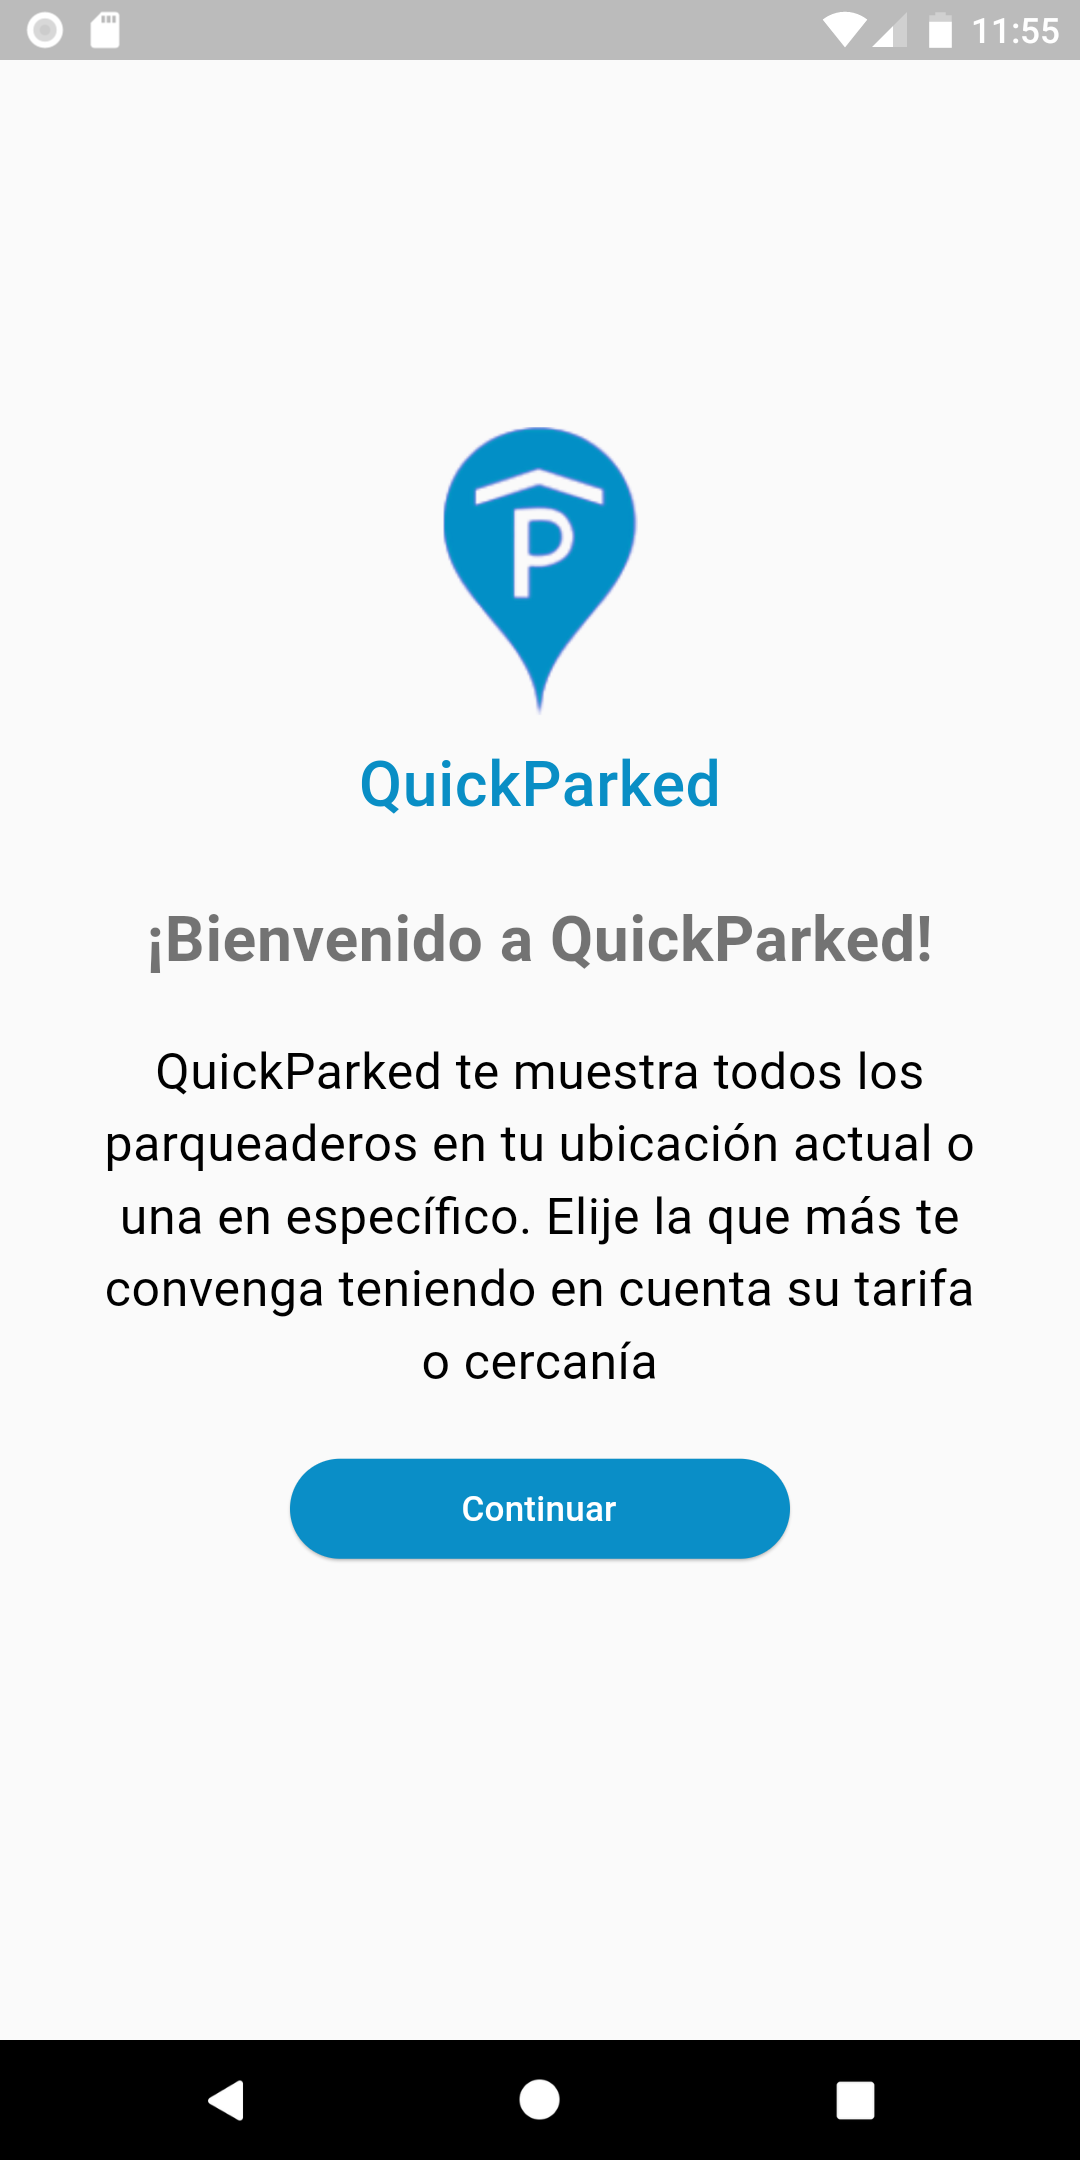 11:55
P
QuickParked
¡Bienvenido a QuickParked!
QuickParked te muestra todos los
parqueaderos en tu ubicación actual o
una en específico. Elije la que más te
convenga teniendo en cuenta su tarifa
o cercanía
Continuar